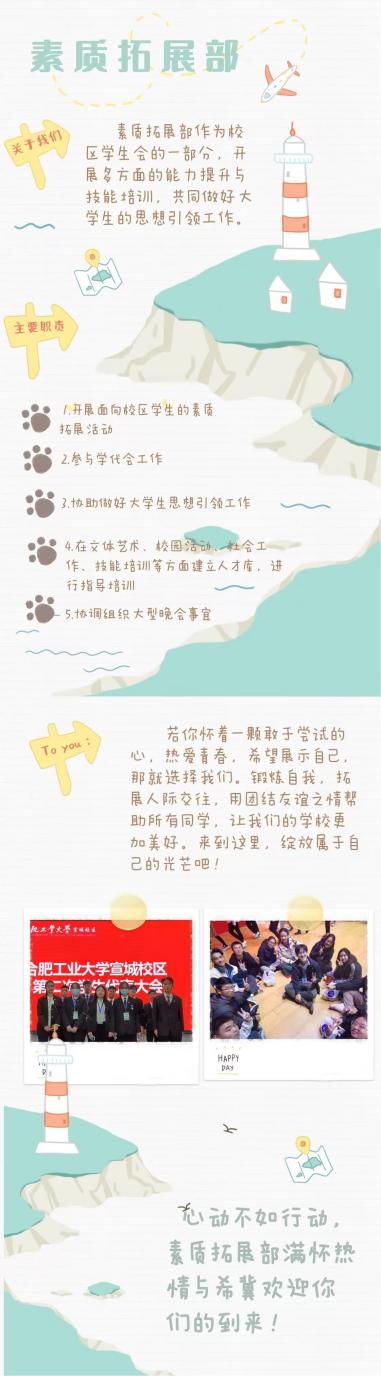 素质拓展部
关于我们
素质拓展部作为校
区学生会的一部分，开
展多方面的能力提升与
技能培训，共同做好大
学生的思想引领工作。
主要职责
1.开展面向校区学生的素质
拓展活动
2.参与学代会工作
3.协助做好大学生思想引领工作
4.在文体艺术、校园活动、社会工
作、技能培训等方面建立人才库，进
行指导培训
5.协调组织大型晚会事宜
To you：
若你怀着一颗敢于尝试的
心，热爱青春，希望展示自己，
那就选择我们。锻炼自我，拓
展人际交往，用团结友谊之情帮
助所有同学，让我们的学校更
加美好。来到这里，绽放属于自
己的光芒吧！
肥工业大学宣城校区
合肥工业大学宣城校区
HAPPY
DAY
HAPPY
DAY
心动不如行动，
素质拓展部满怀热
情与希冀欢迎你
们的到来！